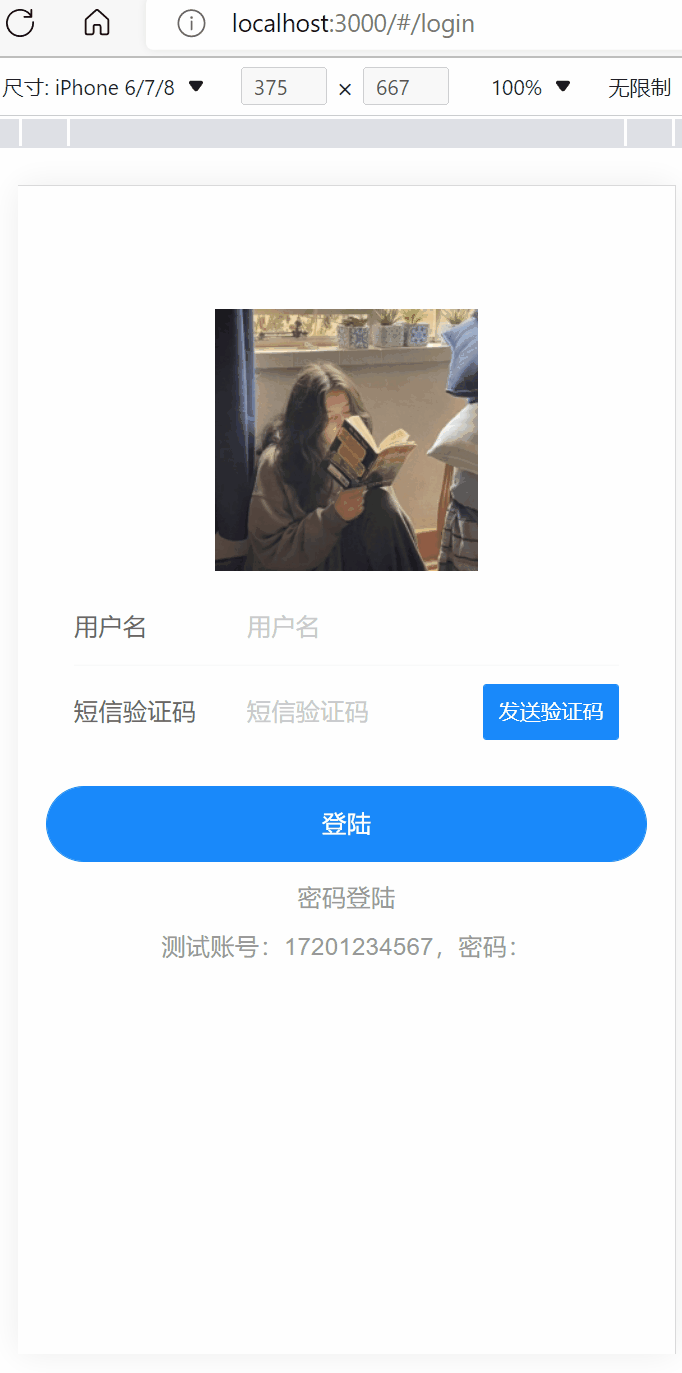 localhost:3000/#/login
尺寸: iPhone 6/7/8 375 × 667 100% 无限制
用户名 用户名
短信验证码 短信验证码 发送验证码
登陆
密码登陆
测试账号：17201234567，密码：